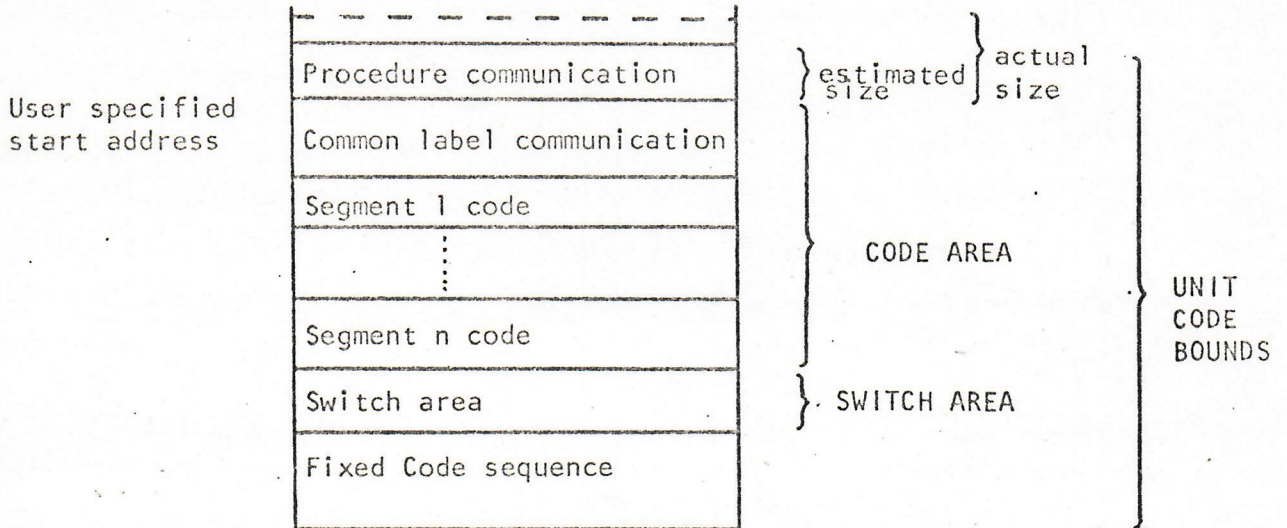 User specified
start address
Procedure communication
Common label communication
Segment 1 code
Segment n code
Switch area
Fixed Code sequence
estimated
size
actual
size
CODE AREA
SWITCH AREA
UNIT
CODE
BOUNDS